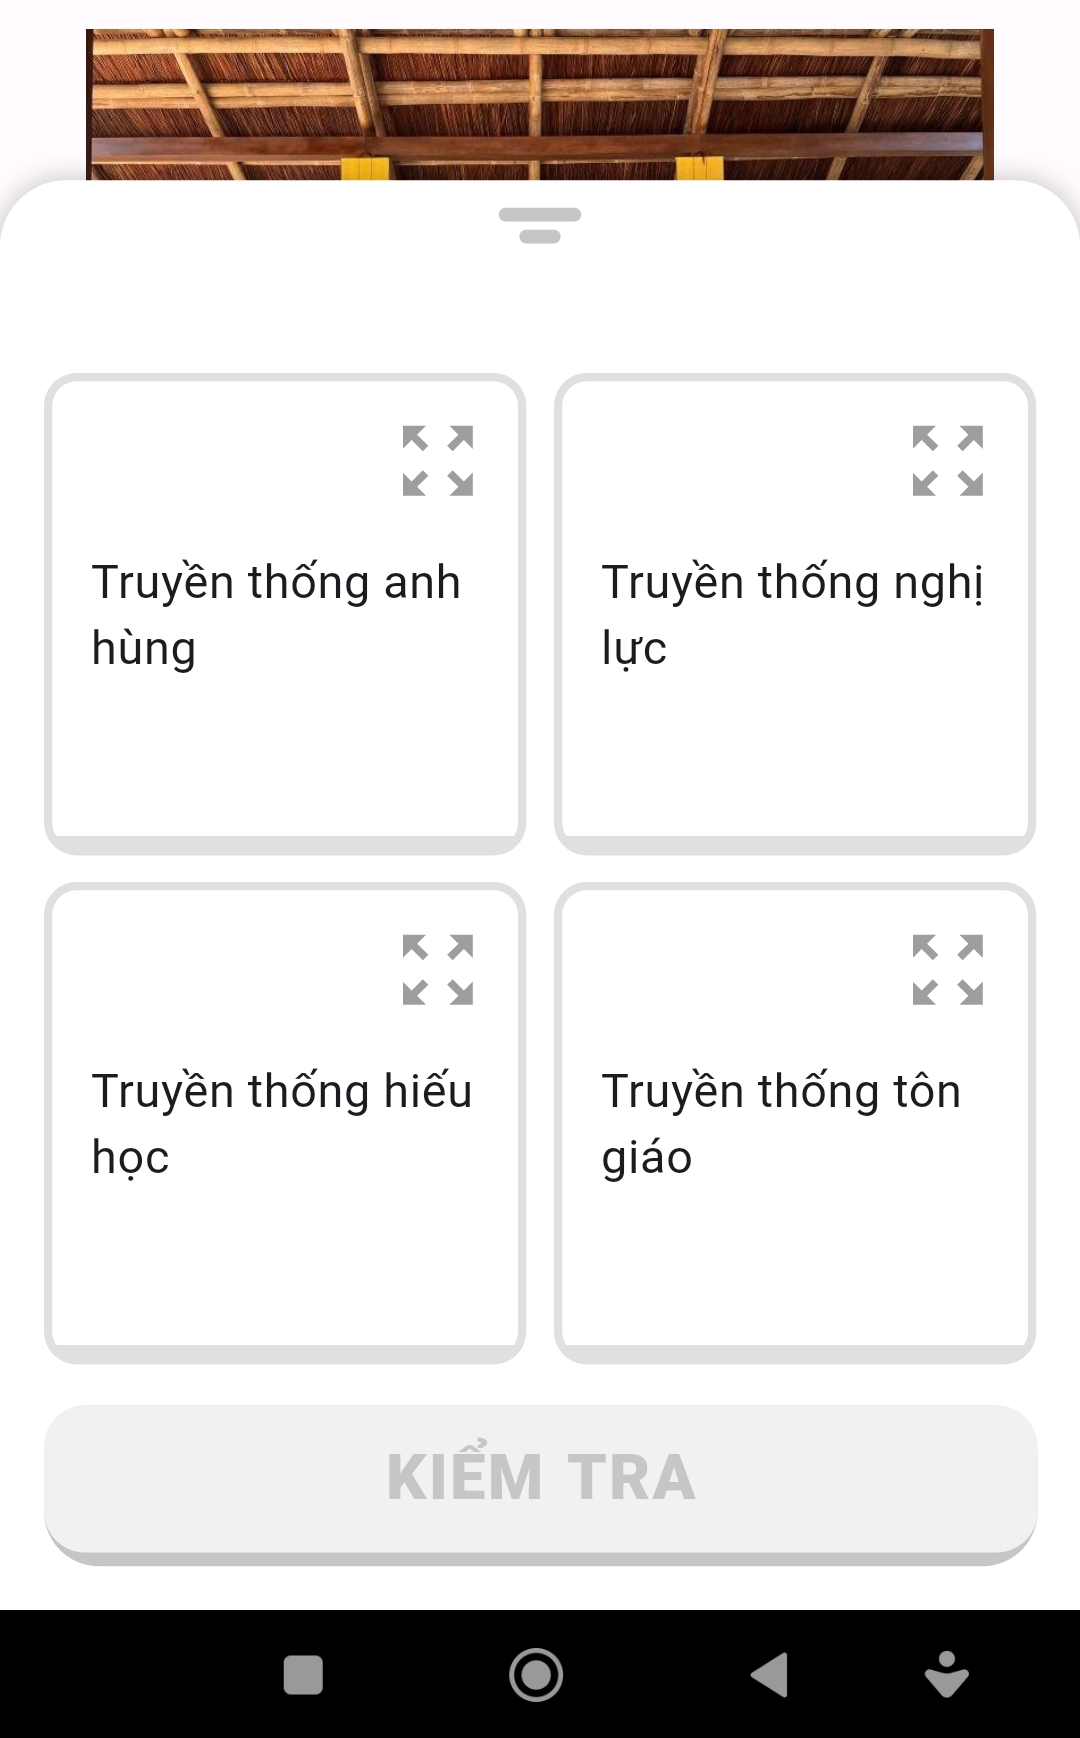 Truyền thống anh
hùng
Truyền thống nghị
lực
Truyền thống hiếu
học
Truyền thống tôn
giáo
KIỂM TRA